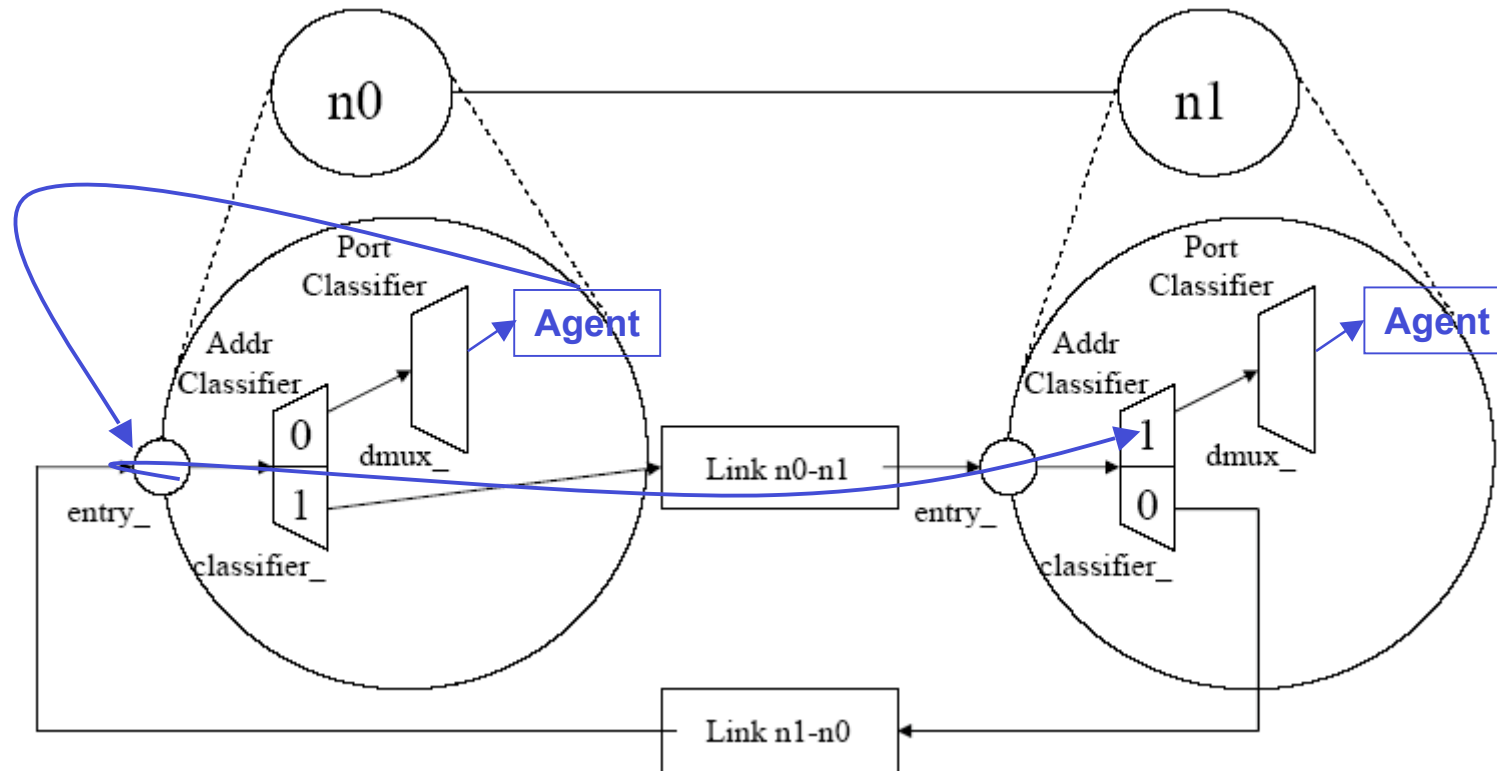 n0
n1
Port
Classifier
Agent
Addr
Classifier
0
1
dmux_
entry_
classifier_
Link n0-n1
Port
Classifier
Agent
Addr
Classifier
1
0
dmux_
entry_
classifier_
Link n1-n0